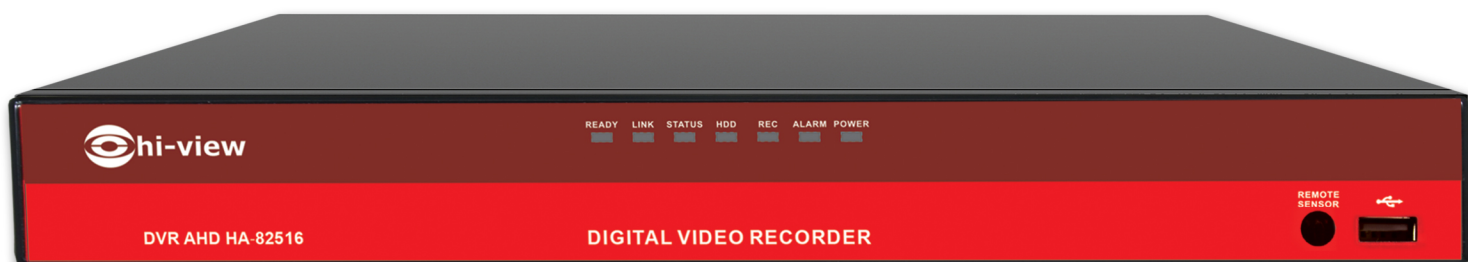 READY LINK STATUS HDD REC ALARM POWER
hi-view
REMOTE
SENSOR
DVR AHD HA-82516
DIGITAL VIDEO RECORDER